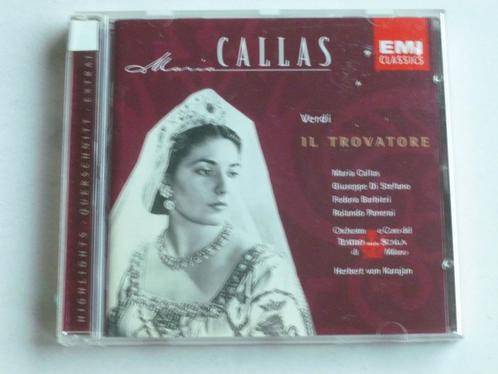 Maria CALLAS
EMI
CLASSICS
Verdi
IL TROVATORE
Maria Callas
Giuseppe Di Stefano
Fedora Barbieri
Rolando Panerai
Orchestra e Coro del
TEATRO ALLA SCALA
di Milano
Herbert von Karajan
HIGHLIGHTS · QUERSCHNITT · EXTRAITS